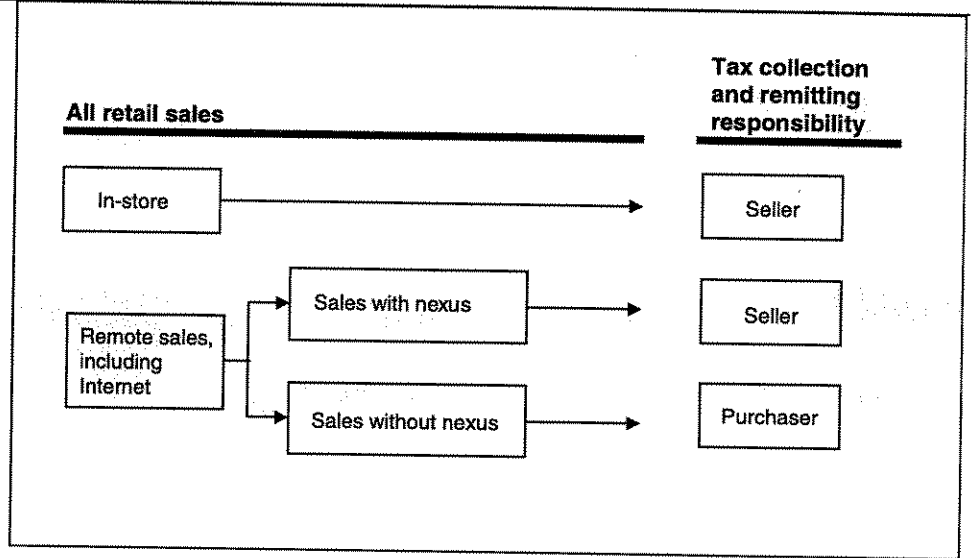 All retail sales
Tax collection
and remitting
responsibility
In-store
Seller
Sales with nexus
Seller
Remote sales,
including
Internet
Sales without nexus
Purchaser